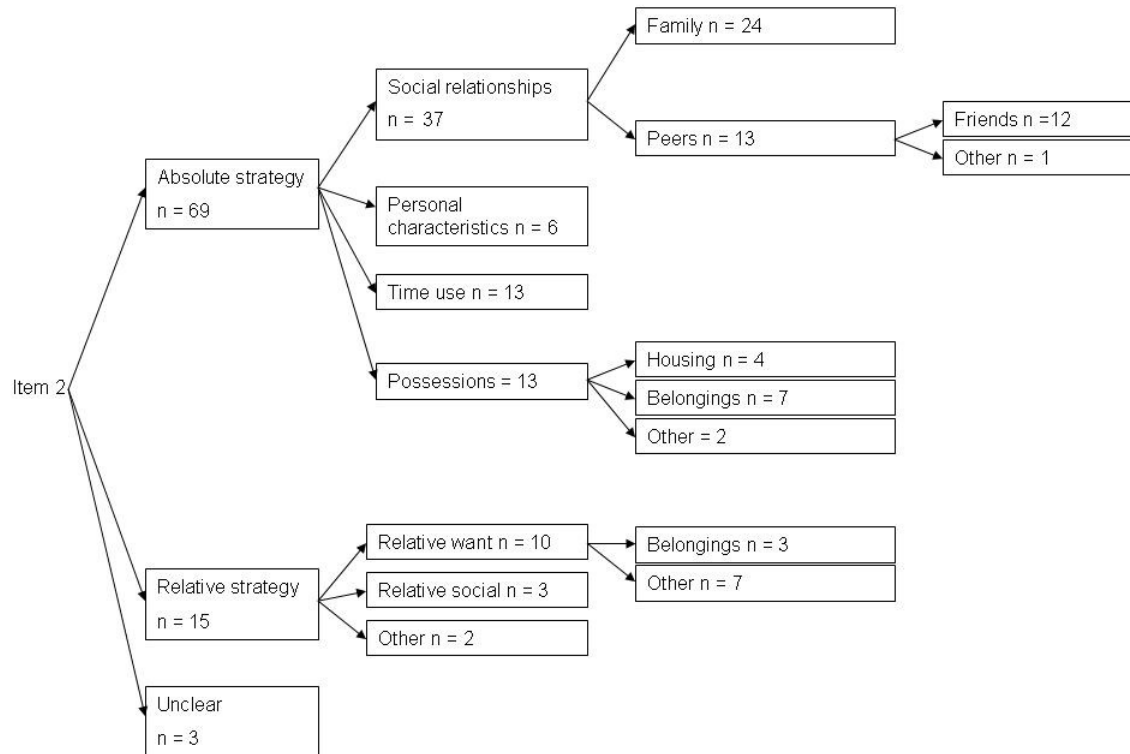 Item 2
Absolute strategy
n = 69
Social relationships
n = 37
Family n = 24
Peers n = 13
Friends n =12
Other n = 1
Personal
characteristics n = 6
Time use n = 13
Possessions = 13
Housing n = 4
Belongings n = 7
Other = 2
Relative strategy
n = 15
Relative want n = 10
Belongings n = 3
Other n = 7
Relative social n = 3
Other n = 2
Unclear
n = 3